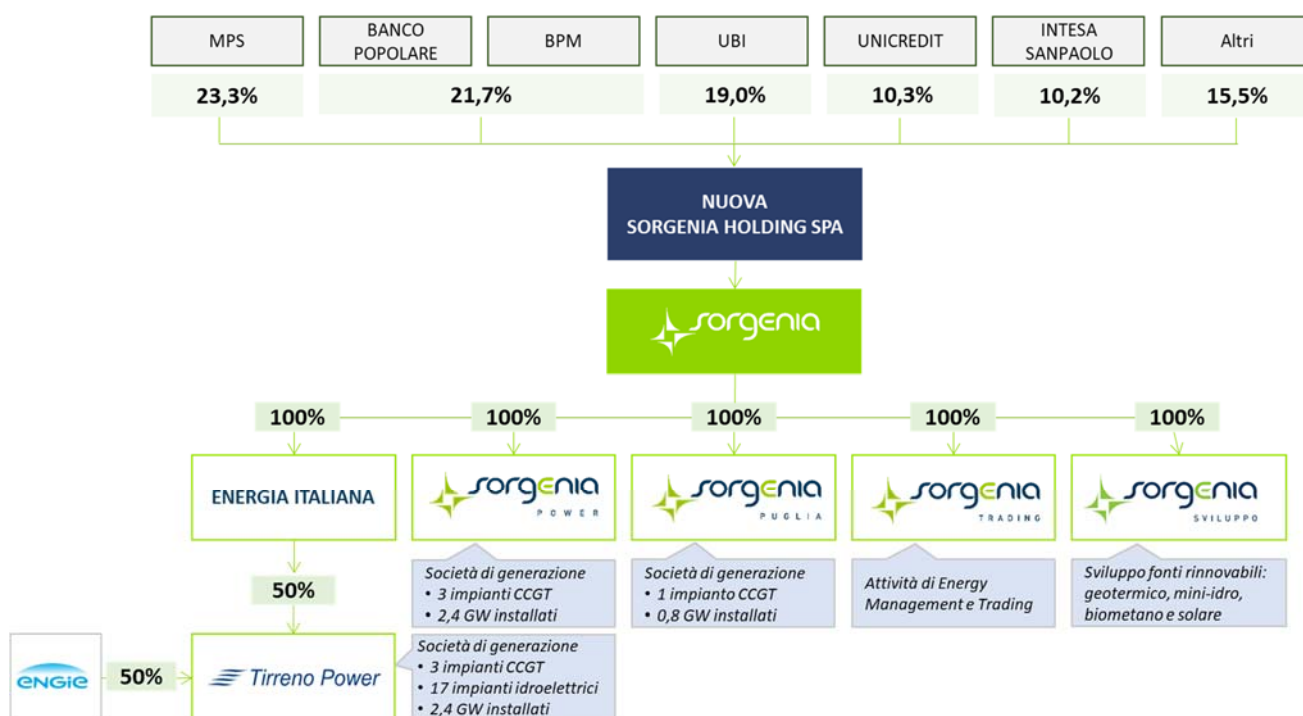 MPS
BANCO
POPOLARE
BPM
UBI
UNICREDIT
INTESA
SANPAOLO
Altri
23,3%
21,7%
19,0%
10,3%
10,2%
15,5%
NUOVA
SORGENIA HOLDING SPA
sorgenia
100%
100%
100%
100%
100%
ENERGIA ITALIANA
sorgenia
POWER
sorgenia
PUGLIA
sorgenia
TRADING
sorgenia
SVILUPPO
Società di generazione
• 3 impianti CCGT
• 2,4 GW installati
Società di generazione
• 1 impianto CCGT
• 0,8 GW installati
Attività di Energy
Management e Trading
Sviluppo fonti rinnovabili:
geotermico, mini-idro,
biometano e solare
50%
ENGIE
50%
Tirreno Power
Società di generazione
• 3 impianti CCGT
• 17 impianti idroelettrici
• 2,4 GW installati